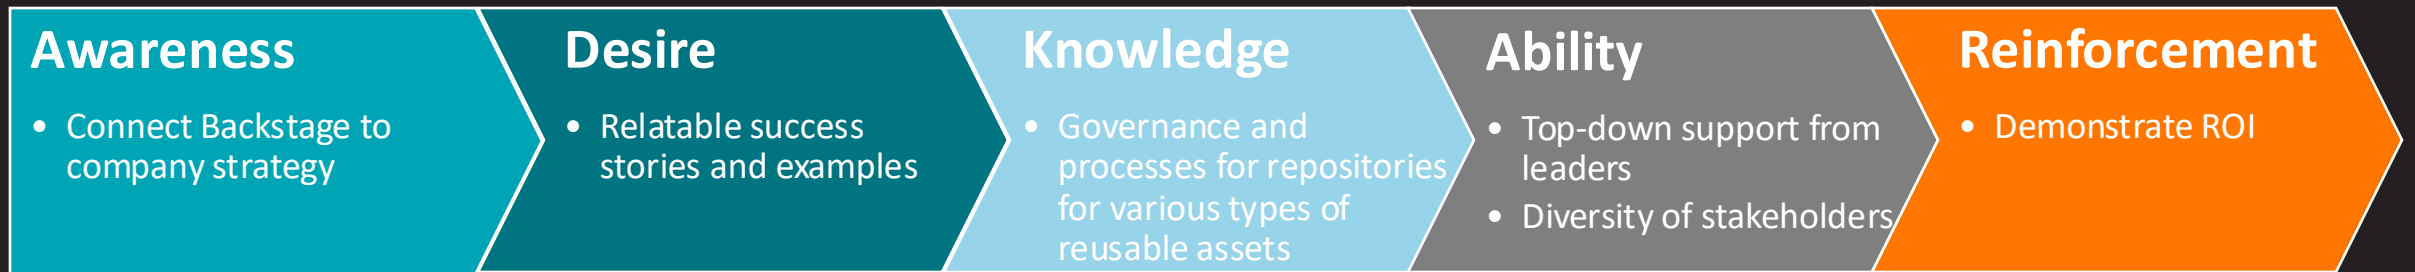 Awareness
• Connect Backstage to
company strategy
Desire
• Relatable success
stories and examples
Knowledge
• Governance and
processes for repositories
for various types of
reusable assets
Ability
• Top-down support from
leaders
• Diversity of stakeholders
Reinforcement
• Demonstrate ROI